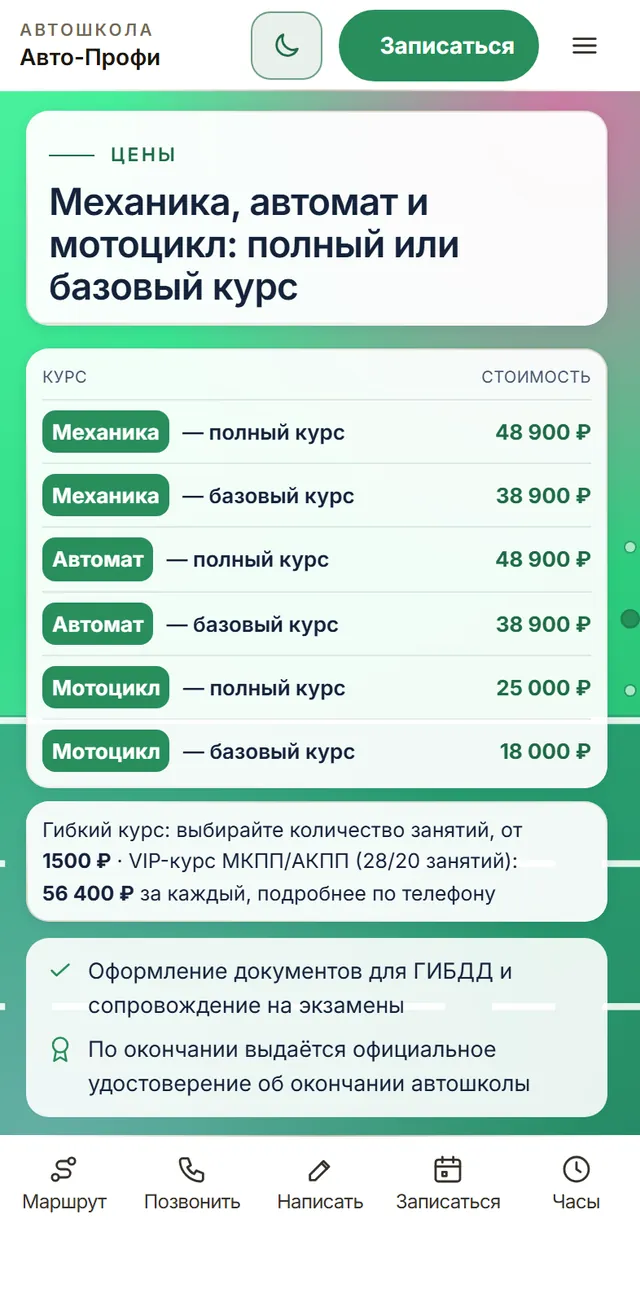 АВТОШКОЛА
Авто-Профи
Записаться
ЦЕНЫ
Механика, автомат и
мотоцикл: полный или
базовый курс
КУРС СТОИМОСТЬ
Механика — полный курс 48 900 ₽
Механика — базовый курс 38 900 ₽
Автомат — полный курс 48 900 ₽
Автомат — базовый курс 38 900 ₽
Мотоцикл — полный курс 25 000 ₽
Мотоцикл — базовый курс 18 000 ₽
Гибкий курс: выбирайте количество занятий, от
1500 ₽ · VIP-курс МКПП/АКПП (28/20 занятий):
56 400 ₽ за каждый, подробнее по телефону
Оформление документов для ГИБДД и
сопровождение на экзамены
По окончании выдаётся официальное
удостоверение об окончании автошколы
Маршрут Позвонить Написать Записаться Часы